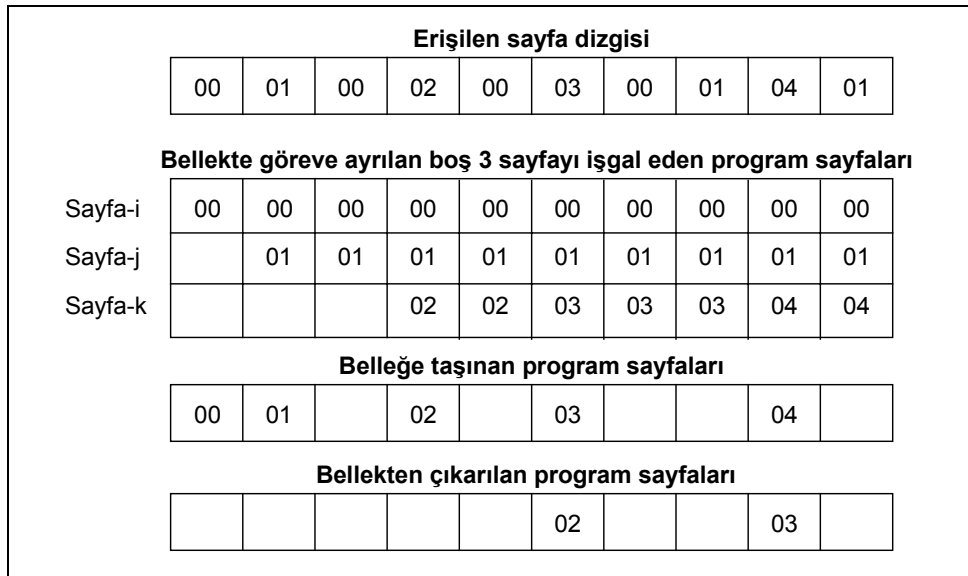 Erişilen sayfa dizgisi
00 01 00 02 00 03 00 01 04 01
Bellekte göreve ayrılan boş 3 sayfayı işgal eden program sayfaları
Sayfa-i 00 00 00 00 00 00 00 00 00 00
Sayfa-j 01 01 01 01 01 01 01 01 01
Sayfa-k 02 02 03 03 03 04 04
Belleğe taşınan program sayfaları
00 01 02 03 04
Bellekten çıkarılan program sayfaları
02 03